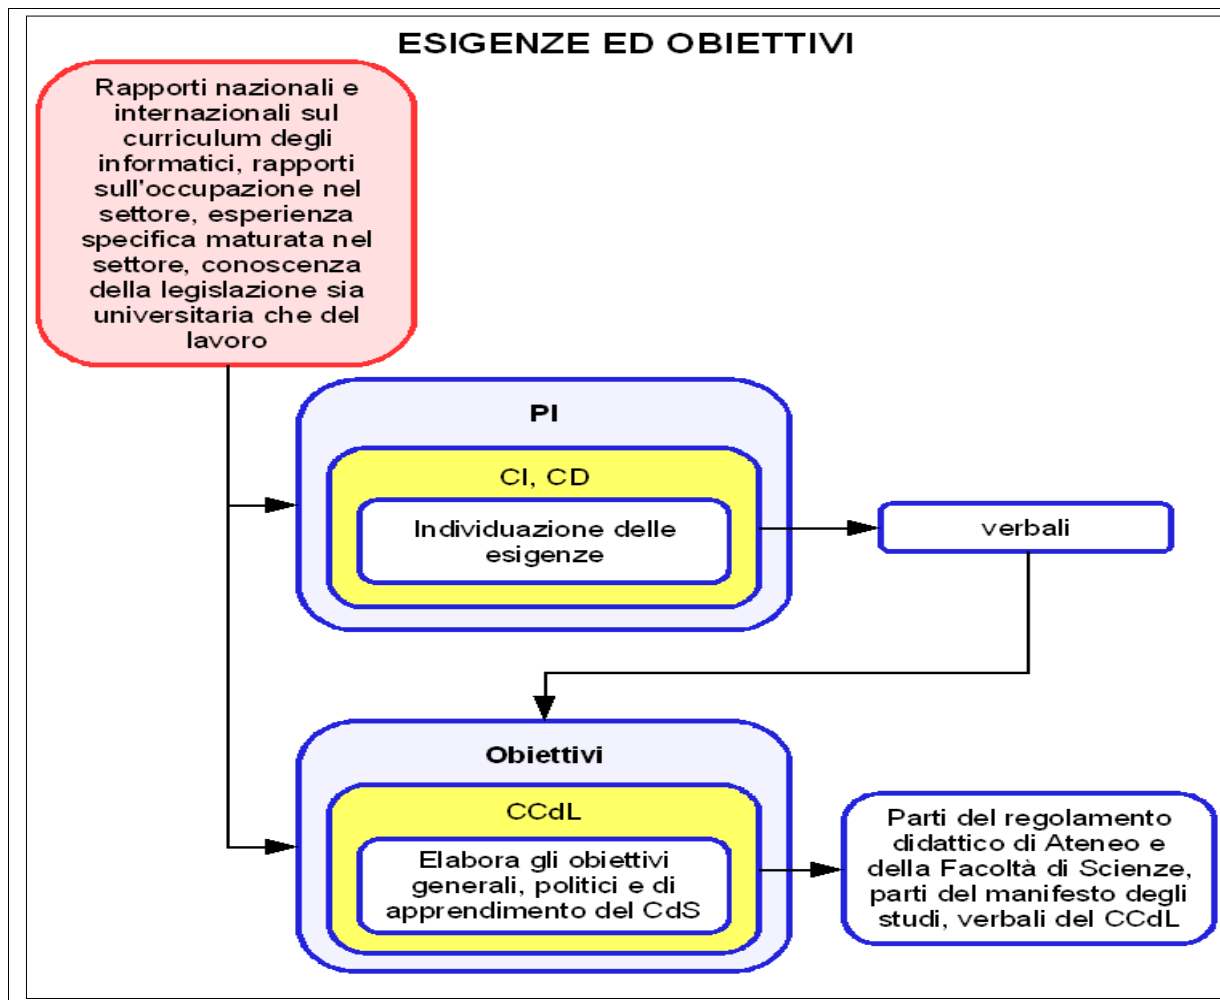 ESIGENZE ED OBIETTIVI
Rapporti nazionali e
internazionali sul
curriculum degli
informatici, rapporti
sull'occupazione nel
settore, esperienza
specifica maturata nel
settore, conoscenza
della legislazione sia
universitaria che del
lavoro
PI
CI, CD
Individuazione delle
esigenze
verbali
Obiettivi
CCdL
Elabora gli obiettivi
generali, politici e di
apprendimento del CdS
Parti del regolamento
didattico di Ateneo e
della Facoltà di Scienze,
parti del manifesto degli
studi, verbali del CCdL